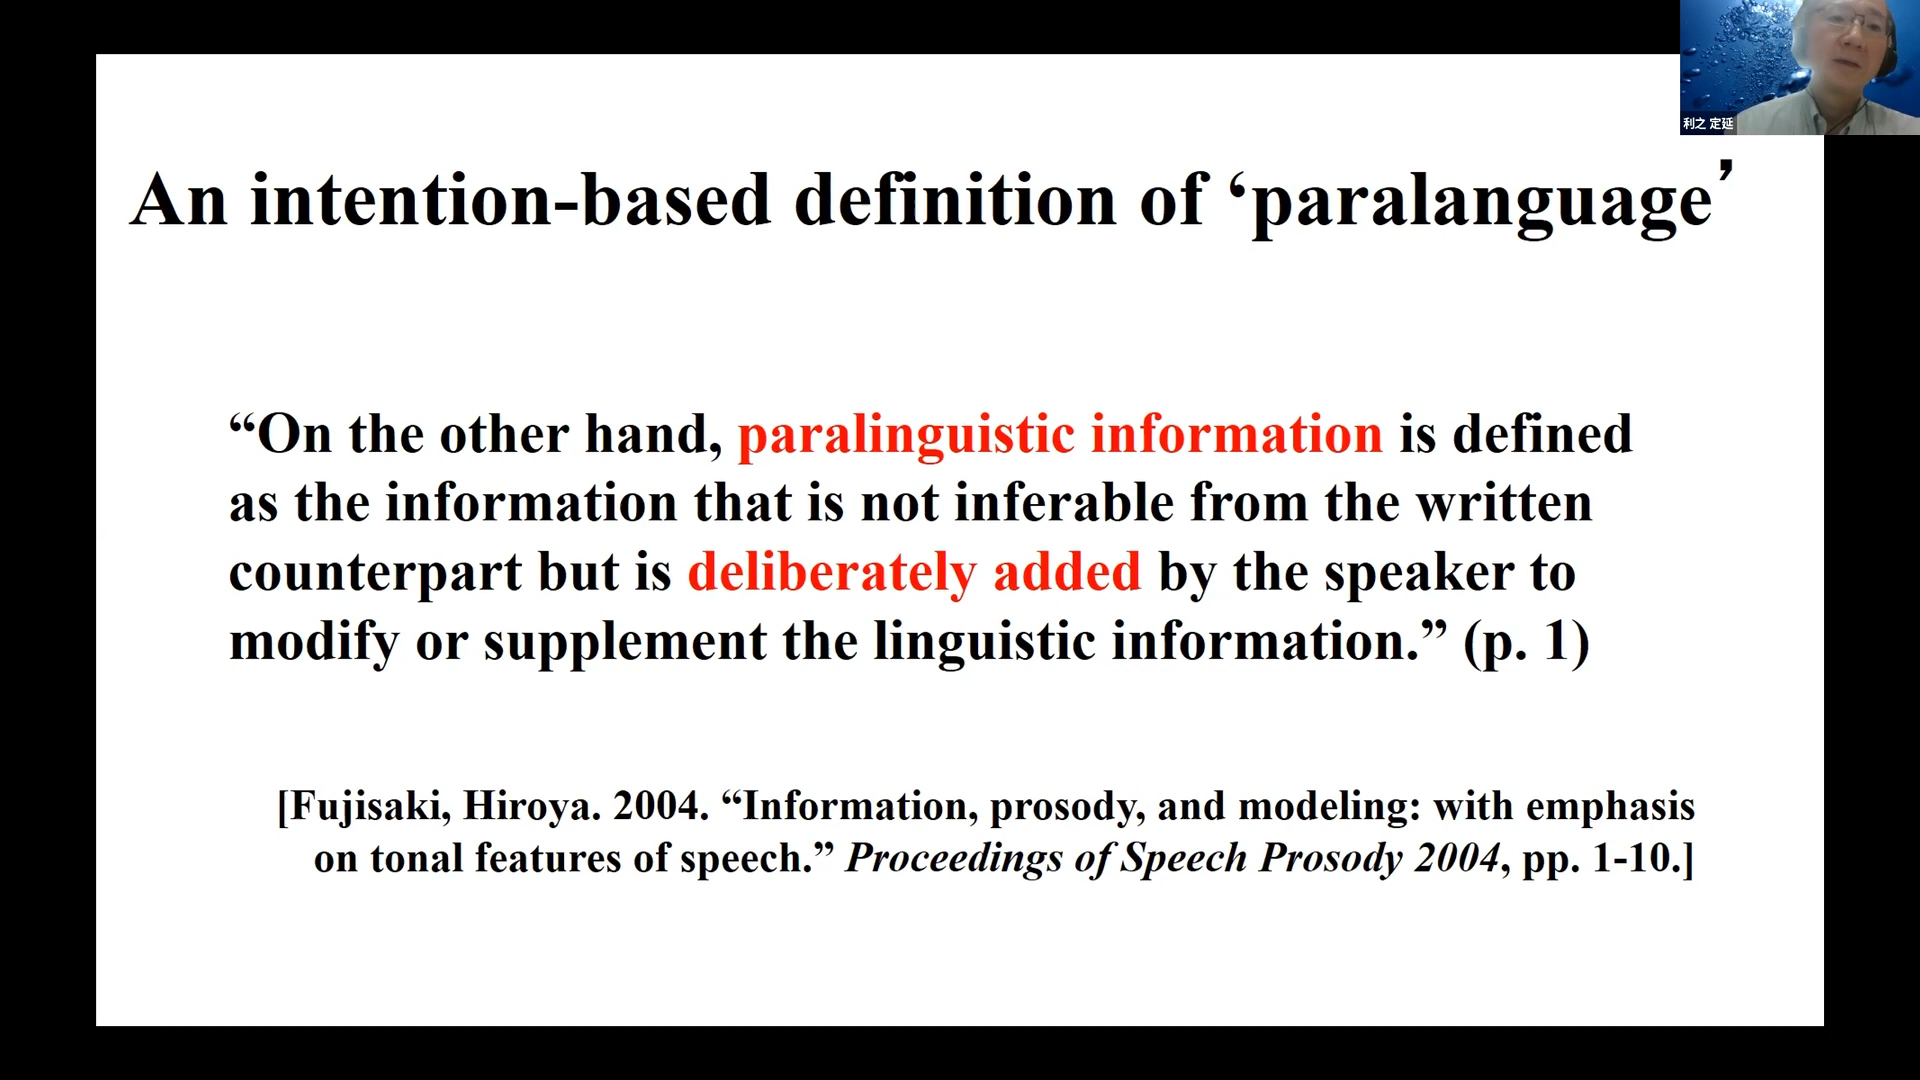 利之 定延
An intention-based definition of ‘paralanguage’
“On the other hand, paralinguistic information is defined
as the information that is not inferable from the written
counterpart but is deliberately added by the speaker to
modify or supplement the linguistic information.” (p. 1)
[Fujisaki, Hiroya. 2004. “Information, prosody, and modeling: with emphasis
on tonal features of speech.” Proceedings of Speech Prosody 2004, pp. 1-10.]